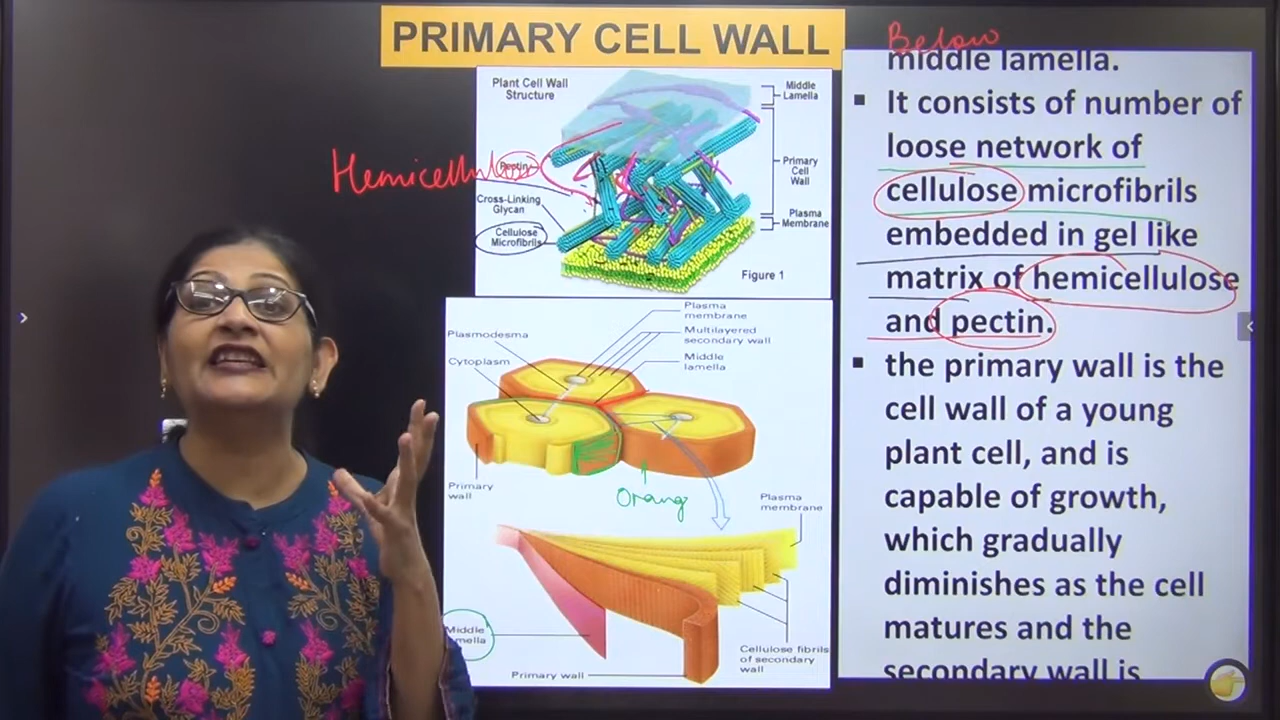 PRIMARY CELL WALL
Plant Cell Wall
Structure
Middle
Lamella
Pectin
Hemicellulose
Primary
Cell
Wall
Cross-Linking
Glycan
Plasma
Membrane
Cellulose
Microfibrils
Figure 1
Plasma
membrane
Plasmodesma
Multilayered
secondary wall
Cytoplasm
Middle
lamella
Primary
wall
Orang
Plasma
membrane
Middle
lamella
Cellulose fibrils
of secondary
wall
Primary wall
Below
middle lamella.
▪ It consists of number of
loose network of
cellulose microfibrils
embedded in gel like
matrix of hemicellulose
and pectin.
▪ the primary wall is the
cell wall of a young
plant cell, and is
capable of growth,
which gradually
diminishes as the cell
matures and the
secondary wall is